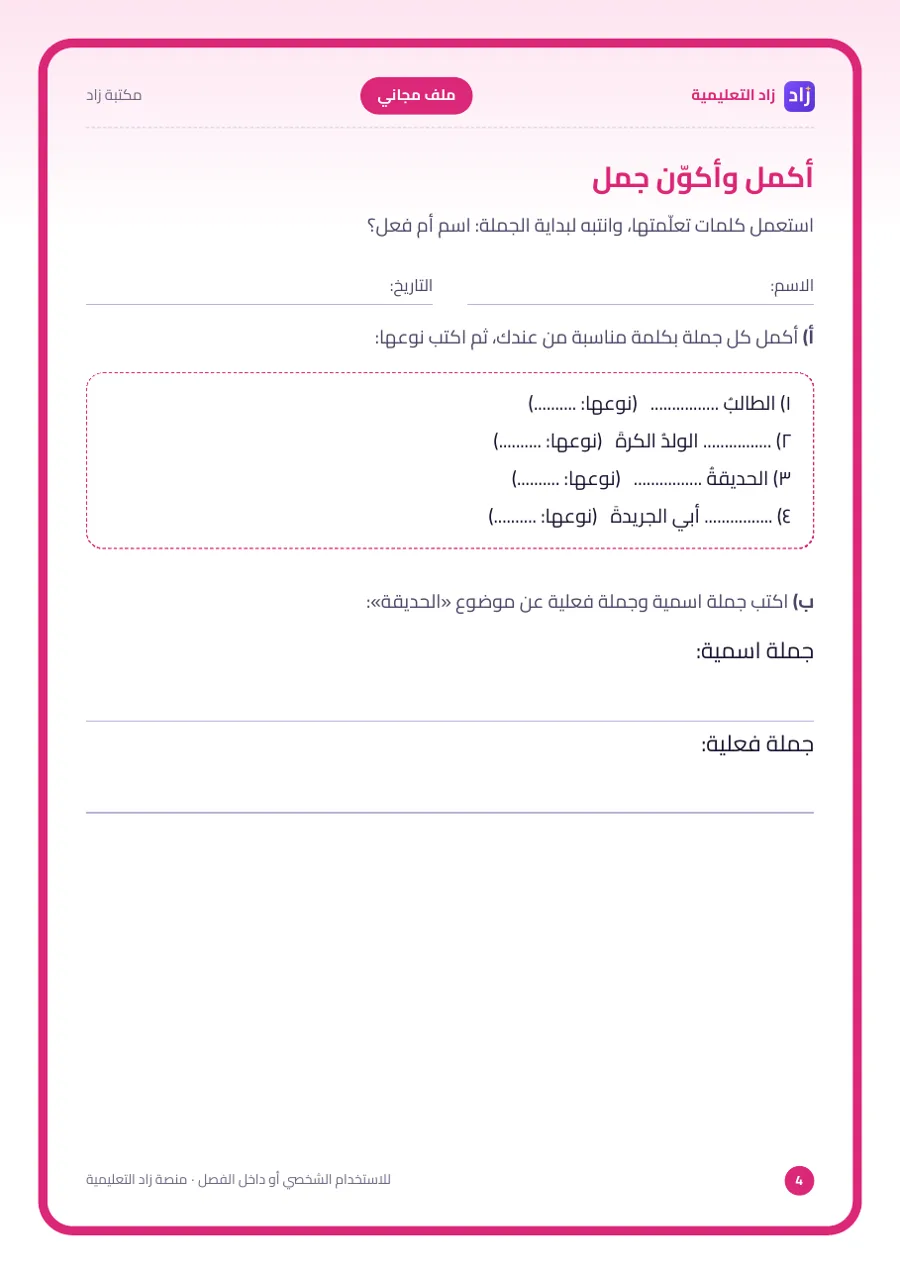 زاد زاد التعليمية
ملف مجاني
مكتبة زاد
أكمل وأكوّن جمل
استعمل كلمات تعلّمتها، وانتبه لبداية الجملة: اسم أم فعل؟
الاسم:
التاريخ:
أ) أكمل كل جملة بكلمة مناسبة من عندك، ثم اكتب نوعها:
١) الطالبُ ................ (نوعها: ..........)
٢) ................ الولدُ الكرةَ (نوعها: ..........)
٣) الحديقةُ ................ (نوعها: ..........)
٤) ................ أبي الجريدةَ (نوعها: ..........)
ب) اكتب جملة اسمية وجملة فعلية عن موضوع «الحديقة»:
جملة اسمية:
جملة فعلية:
4
للاستخدام الشخصي أو داخل الفصل · منصة زاد التعليمية